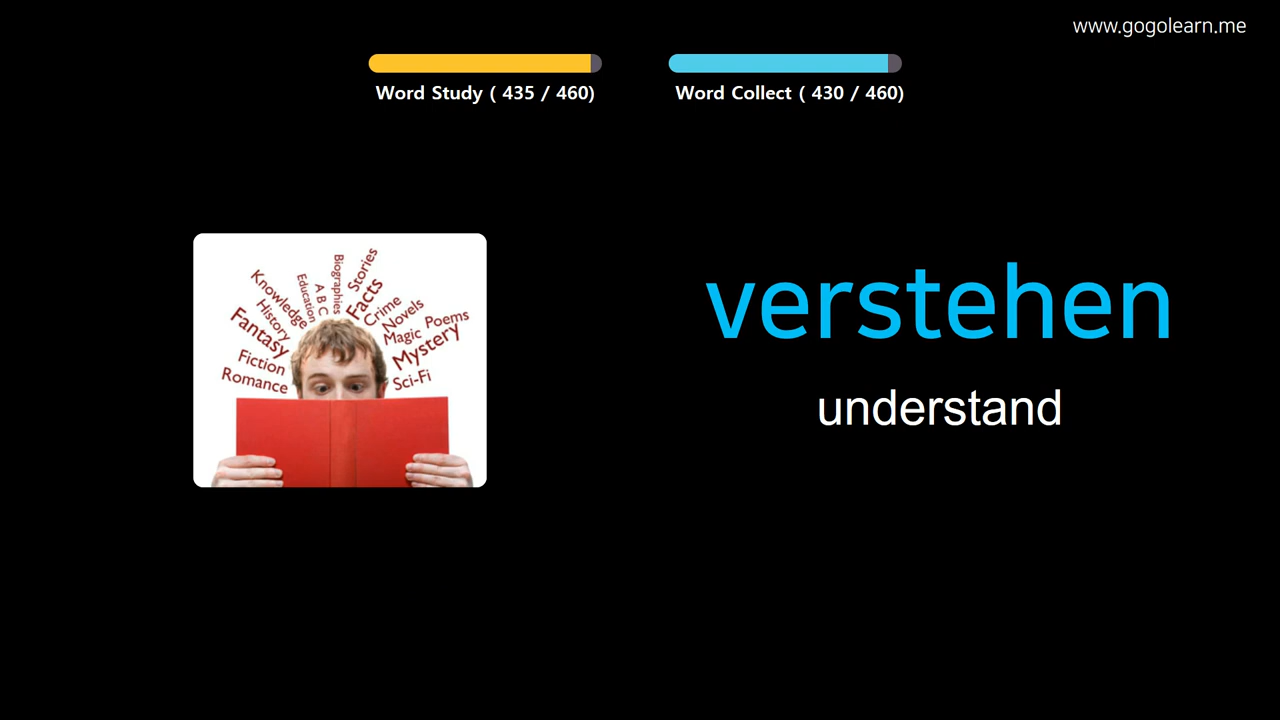 www.gogolearn.me
Word Study ( 435 / 460)
Word Collect ( 430 / 460)
Knowledge
History
Fantasy
Fiction
Romance
Education
A B C
Biographies
Stories
Facts
Crime
Novels
Magic
Poems
Mystery
Sci-Fi
verstehen
understand